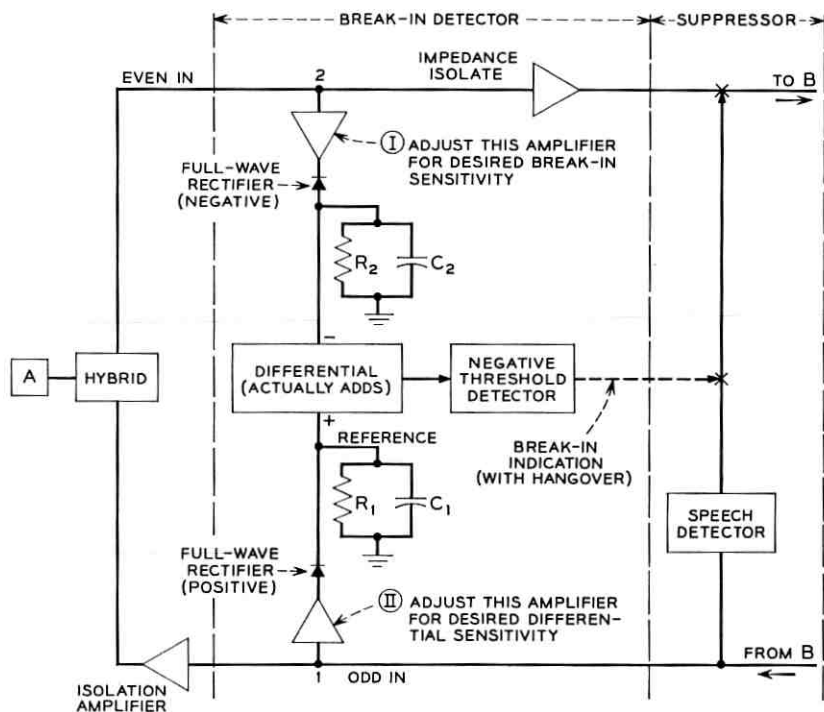 BREAK-IN DETECTOR
SUPPRESSOR
EVEN IN
2
IMPEDANCE
ISOLATE
TO B
I
ADJUST THIS AMPLIFIER
FOR DESIRED BREAK-IN
SENSITIVITY
FULL-WAVE
RECTIFIER
(NEGATIVE)
R2
C2
A
HYBRID
−
DIFFERENTIAL
(ACTUALLY ADDS)
+
NEGATIVE
THRESHOLD
DETECTOR
REFERENCE
BREAK-IN
INDICATION
(WITH HANGOVER)
R1
C1
SPEECH
DETECTOR
FULL-WAVE
RECTIFIER
(POSITIVE)
II
ADJUST THIS AMPLIFIER
FOR DESIRED DIFFEREN-
TIAL SENSITIVITY
FROM B
ISOLATION
AMPLIFIER
1
ODD IN